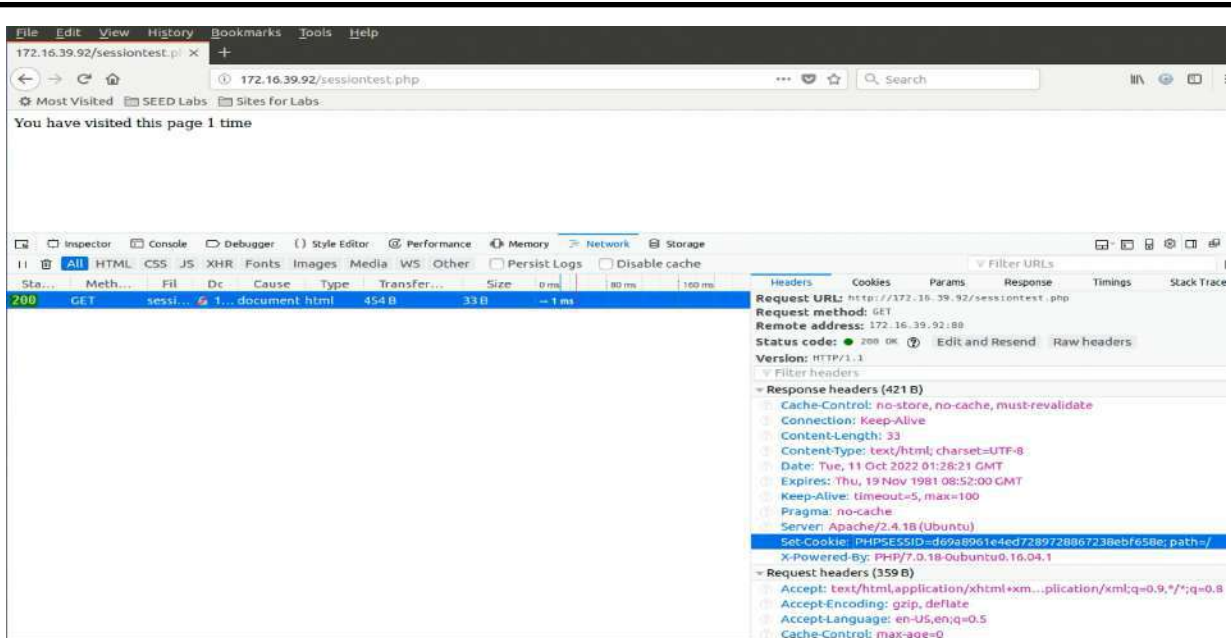 File Edit View History Bookmarks Tools Help
172.16.39.92/sessiontest.p × +
172.16.39.92/sessiontest.php Search
Most Visited SEED Labs Sites for Labs
You have visited this page 1 time
Inspector Console Debugger {} Style Editor Performance Memory Network Storage
All HTML CSS JS XHR Fonts Images Media WS Other Persist Logs Disable cache Filter URLs
Sta... Meth... Fil Dc Cause Type Transfer... Size 0 ms 80 ms 160 ms
200 GET sessi... 1... document html 454 B 33 B → 1 ms
Headers Cookies Params Response Timings Stack Trace
Request URL: http://172.16.39.92/sessiontest.php
Request method: GET
Remote address: 172.16.39.92:80
Status code: 200 OK Edit and Resend Raw headers
Version: HTTP/1.1
Filter headers
Response headers (421 B)
Cache-Control: no-store, no-cache, must-revalidate
Connection: Keep-Alive
Content-Length: 33
Content-Type: text/html; charset=UTF-8
Date: Tue, 11 Oct 2022 01:28:21 GMT
Expires: Thu, 19 Nov 1981 08:52:00 GMT
Keep-Alive: timeout=5, max=100
Pragma: no-cache
Server: Apache/2.4.18 (Ubuntu)
Set-Cookie: PHPSESSID=d69a8961e4ed7289728867238ebf658e; path=/
X-Powered-By: PHP/7.0.18-0ubuntu0.16.04.1
Request headers (359 B)
Accept: text/html,application/xhtml+xm...plication/xml;q=0.9,*/*;q=0.8
Accept-Encoding: gzip, deflate
Accept-Language: en-US,en;q=0.5
Cache-Control: max-age=0